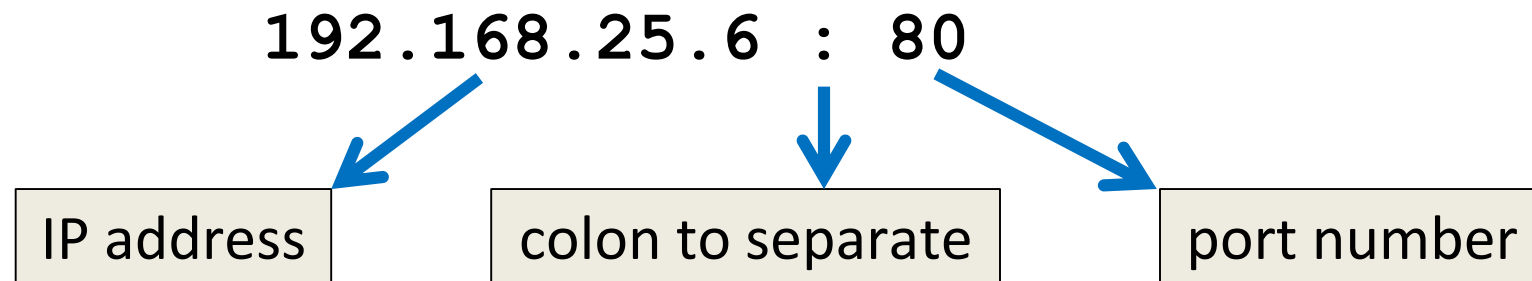 192.168.25.6 : 80
IP address
colon to separate
port number